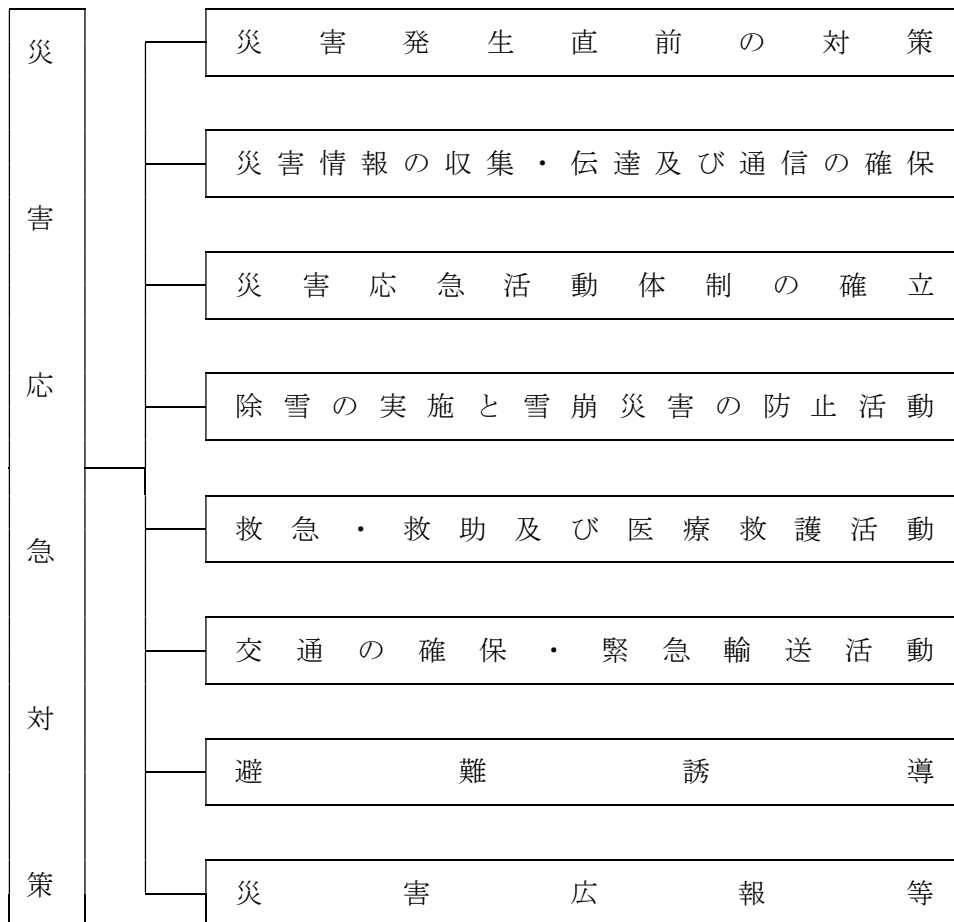 災害応急対策
災害発生直前の対策
災害情報の収集・伝達及び通信の確保
災害応急活動体制の確立
除雪の実施と雪崩災害の防止活動
救急・救助及び医療救護活動
交通の確保・緊急輸送活動
避難誘導
災害広報等